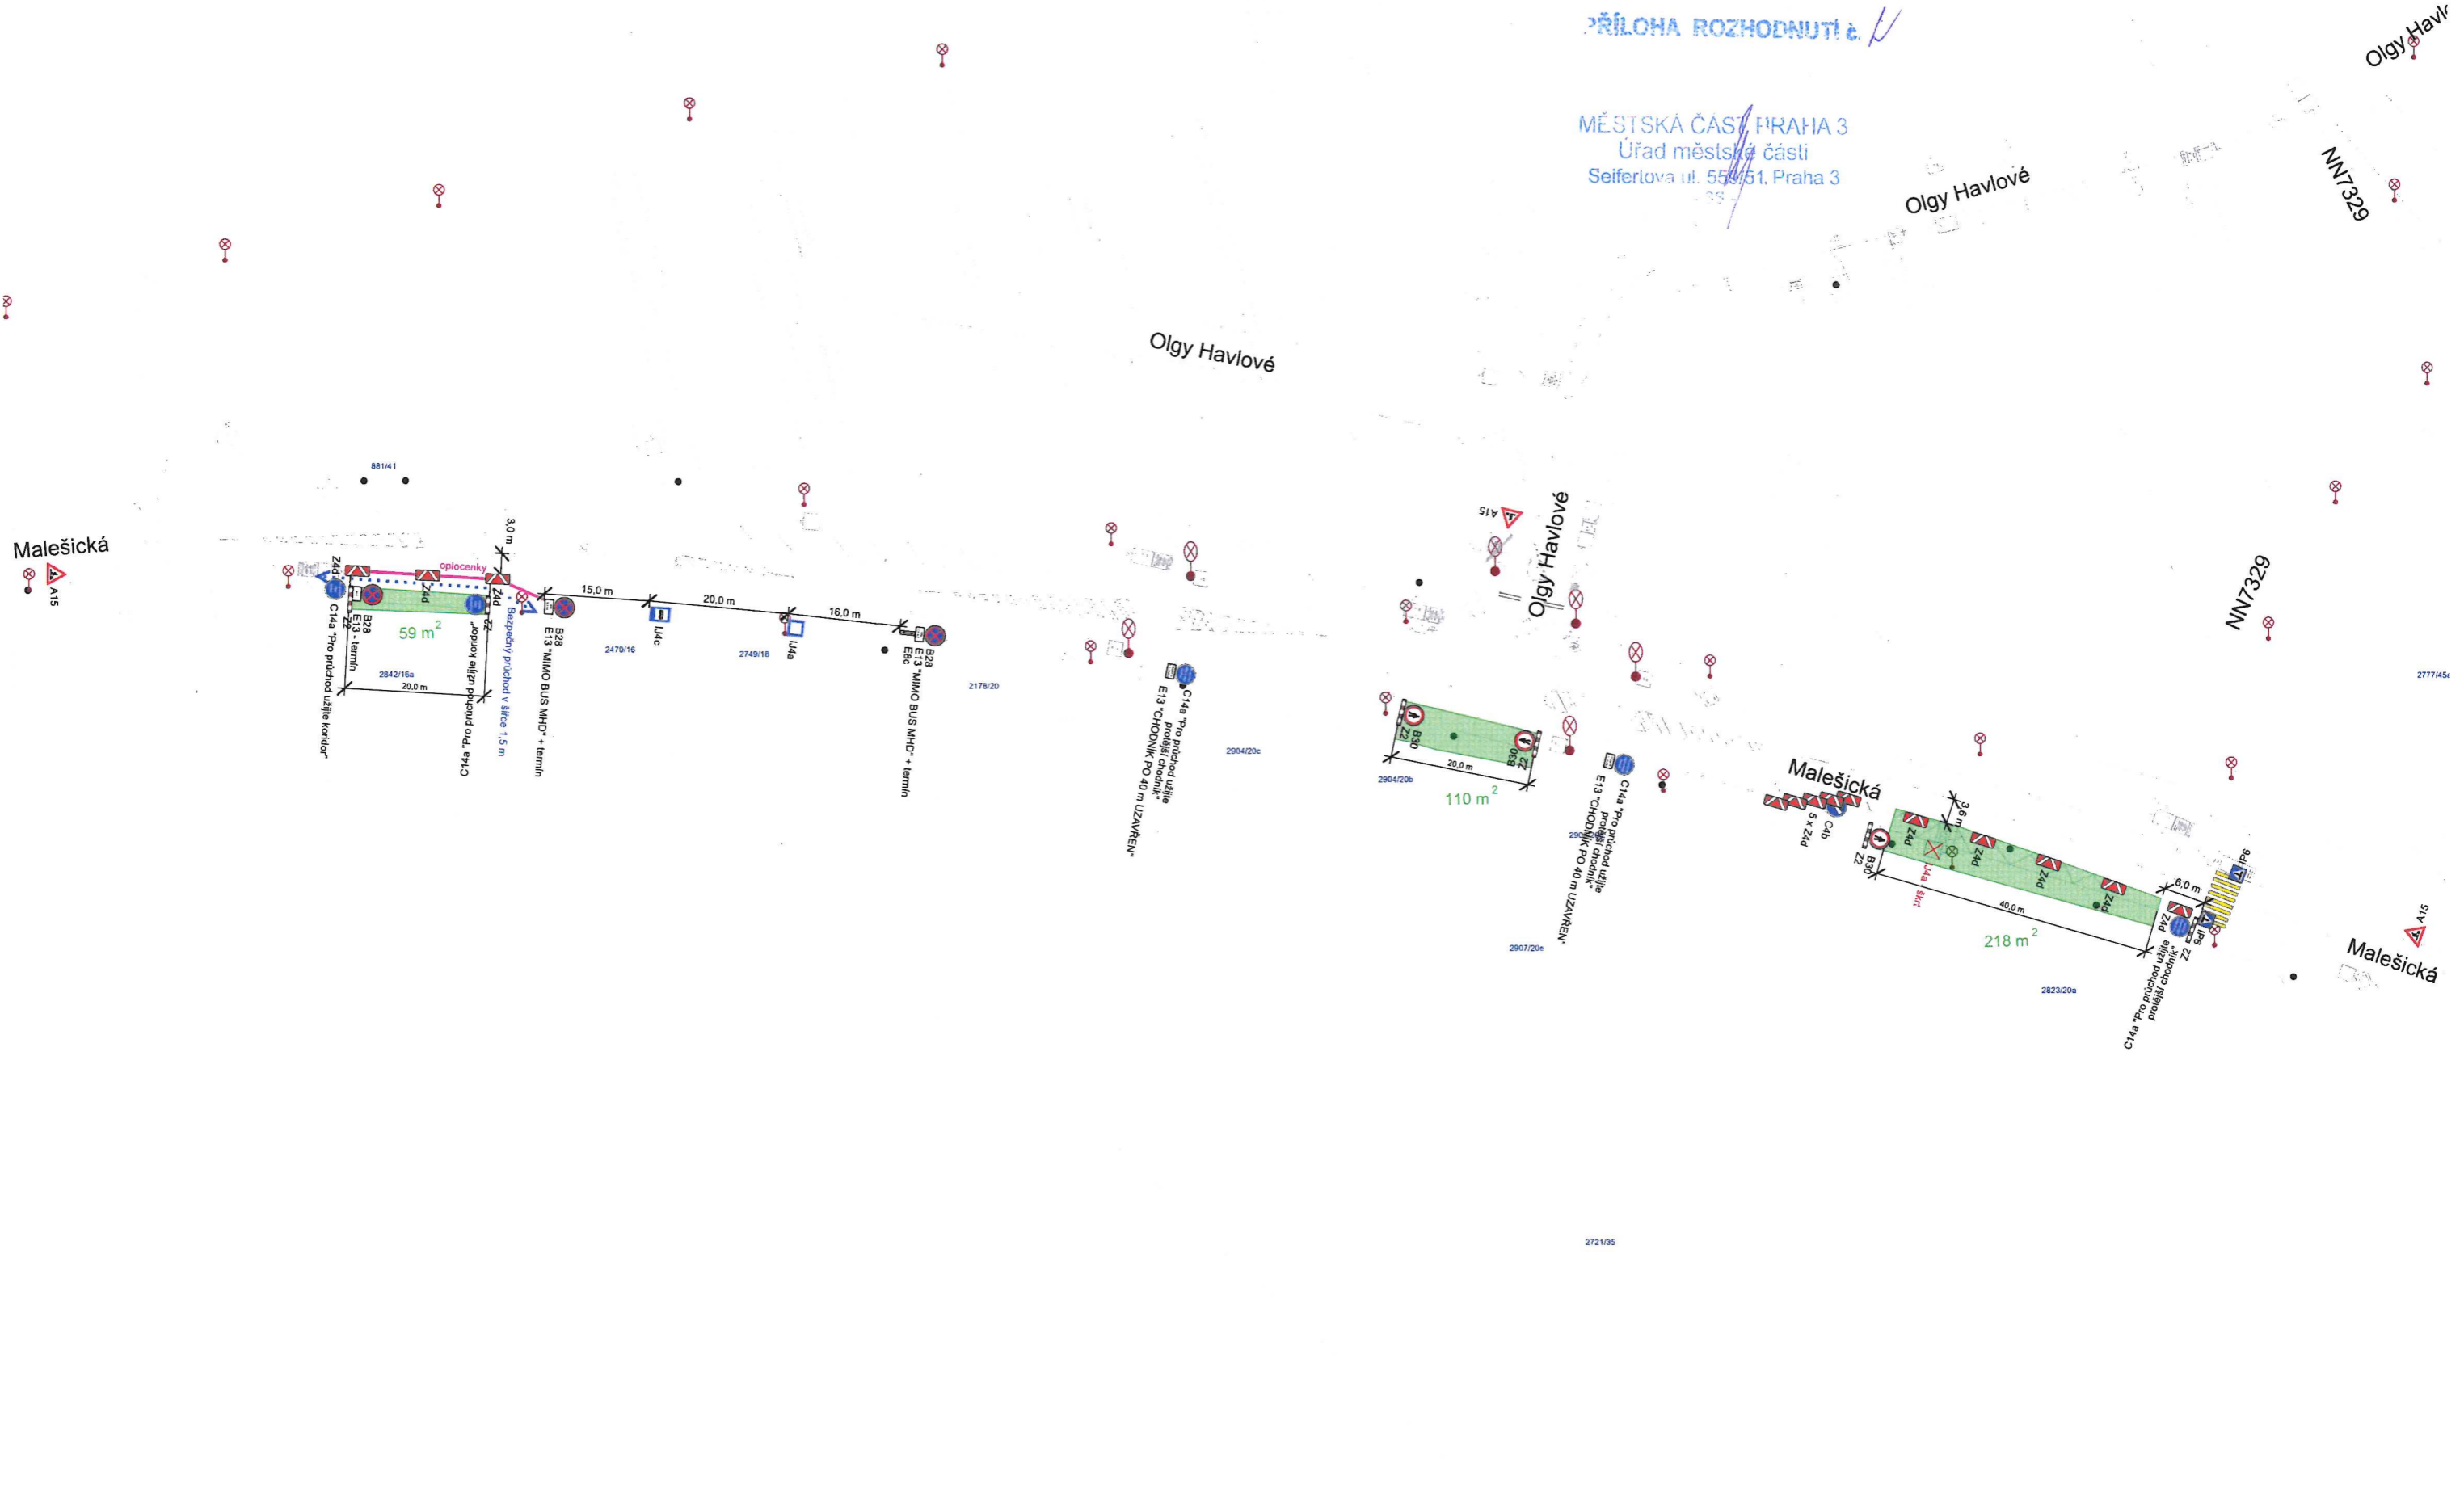 PŘÍLOHA ROZHODNUTÍ č.
MĚSTSKÁ ČÁST PRAHA 3
Úřad městské části
Seifertova ul. 559/51, Praha 3
Olgy Havlové
NN7329
Olgy Havlové
Olgy Havlové
881/41
Malešická
A15
Z4d
C14a "Pro průchod užijte koridor"
Z2
B28
E13 - termín
oplocenky
Z4d
3,0 m
Z4d
Z2
59 m²
2842/16a
20,0 m
C14a "Pro průchod užijte koridor"
Bezpečný průchod v šířce 1,5 m
B28
E13 "MIMO BUS MHD" + termín
15,0 m
IJ4c
20,0 m
IJ4a
16,0 m
2470/16
2749/18
B28
E13 "MIMO BUS MHD" + termín
E8c
2178/20
C14a "Pro průchod užijte
protější chodník"
E13 "CHODNÍK PO 40 m UZAVŘEN"
2904/20c
A15
Olgy Havlové
B30
Z2
B30
Z2
20,0 m
2904/20b
110 m²
C14a "Pro průchod užijte
protější chodník"
E13 "CHODNÍK PO 40 m UZAVŘEN"
2907/20e
Malešická
5 x Z4d
C4b
B30
Z2
Z4d
IJ4a - škrt
3,6 m
Z4d
Z4d
Z4d
40,0 m
218 m²
6,0 m
IP6
IP6
Z4d
Z2
C14a "Pro průchod užijte
protější chodník"
2823/20a
NN7329
2777/45a
A15
Malešická
2721/35